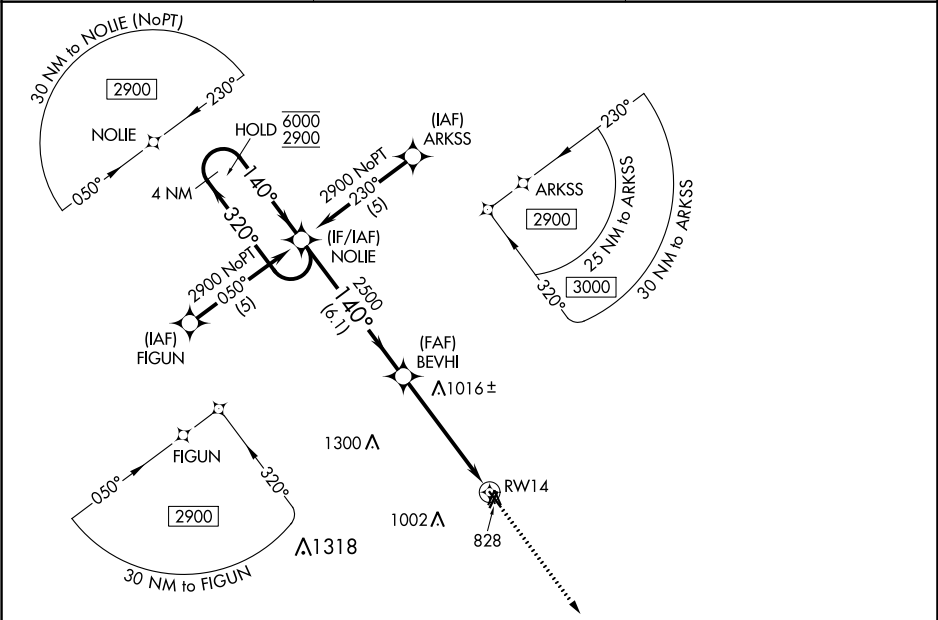 30 NM to NOLIE (NoPT)
2900
230°
NOLIE
050°
HOLD
6000
2900
140°
4 NM
320°
(IAF)
ARKSS
2900 NoPT
230°
(5)
(IF/IAF)
NOLIE
2900 NoPT
050°
(5)
(IAF)
FIGUN
2500
140°
(6.1)
(FAF)
BEVHI
1016±
1300
RW14
1002
828
230°
ARKSS
2900
25 NM to ARKSS
30 NM to ARKSS
320°
3000
FIGUN
050°
320°
2900
30 NM to FIGUN
1318